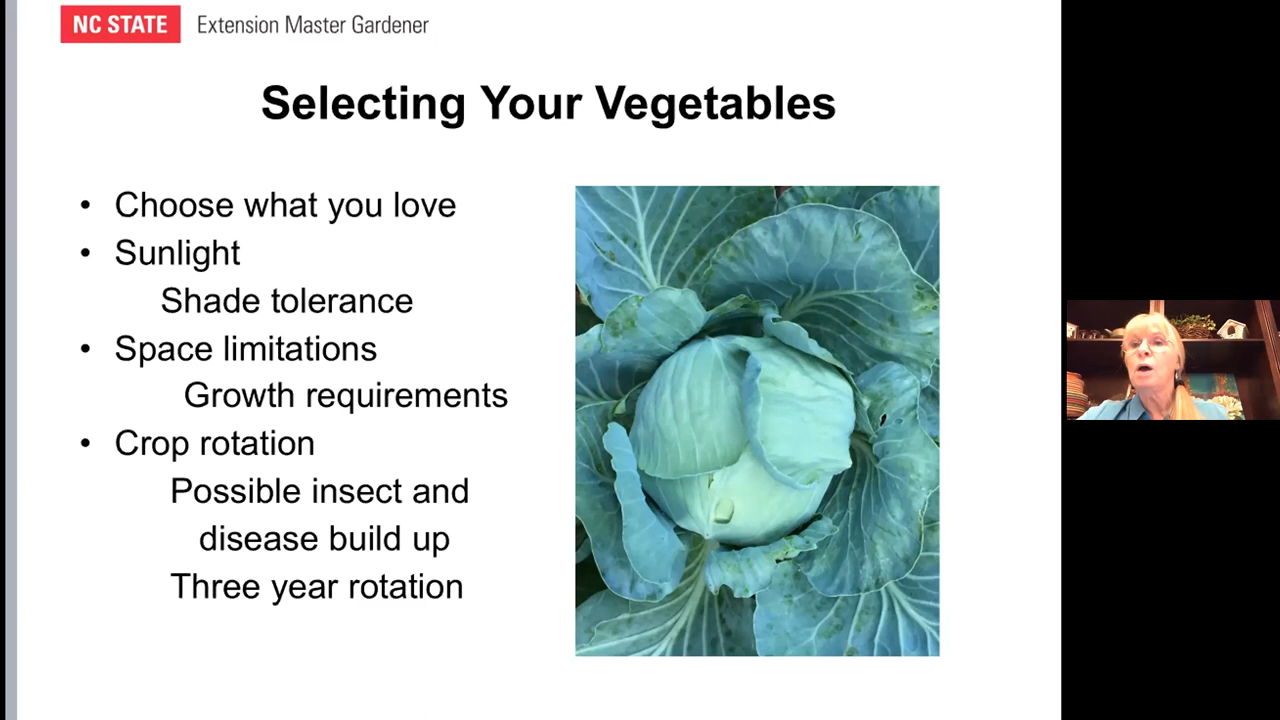 NC STATE Extension Master Gardener
Selecting Your Vegetables
• Choose what you love
• Sunlight
Shade tolerance
• Space limitations
Growth requirements
• Crop rotation
Possible insect and
disease build up
Three year rotation